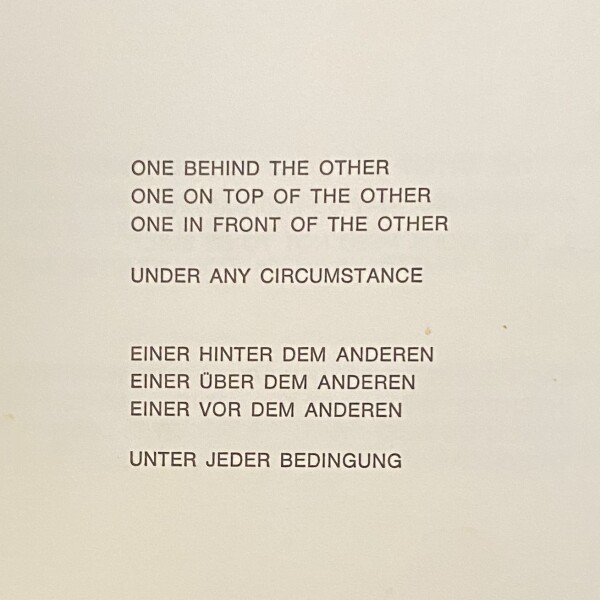 ONE BEHIND THE OTHER
ONE ON TOP OF THE OTHER
ONE IN FRONT OF THE OTHER
UNDER ANY CIRCUMSTANCE
EINER HINTER DEM ANDEREN
EINER ÜBER DEM ANDEREN
EINER VOR DEM ANDEREN
UNTER JEDER BEDINGUNG